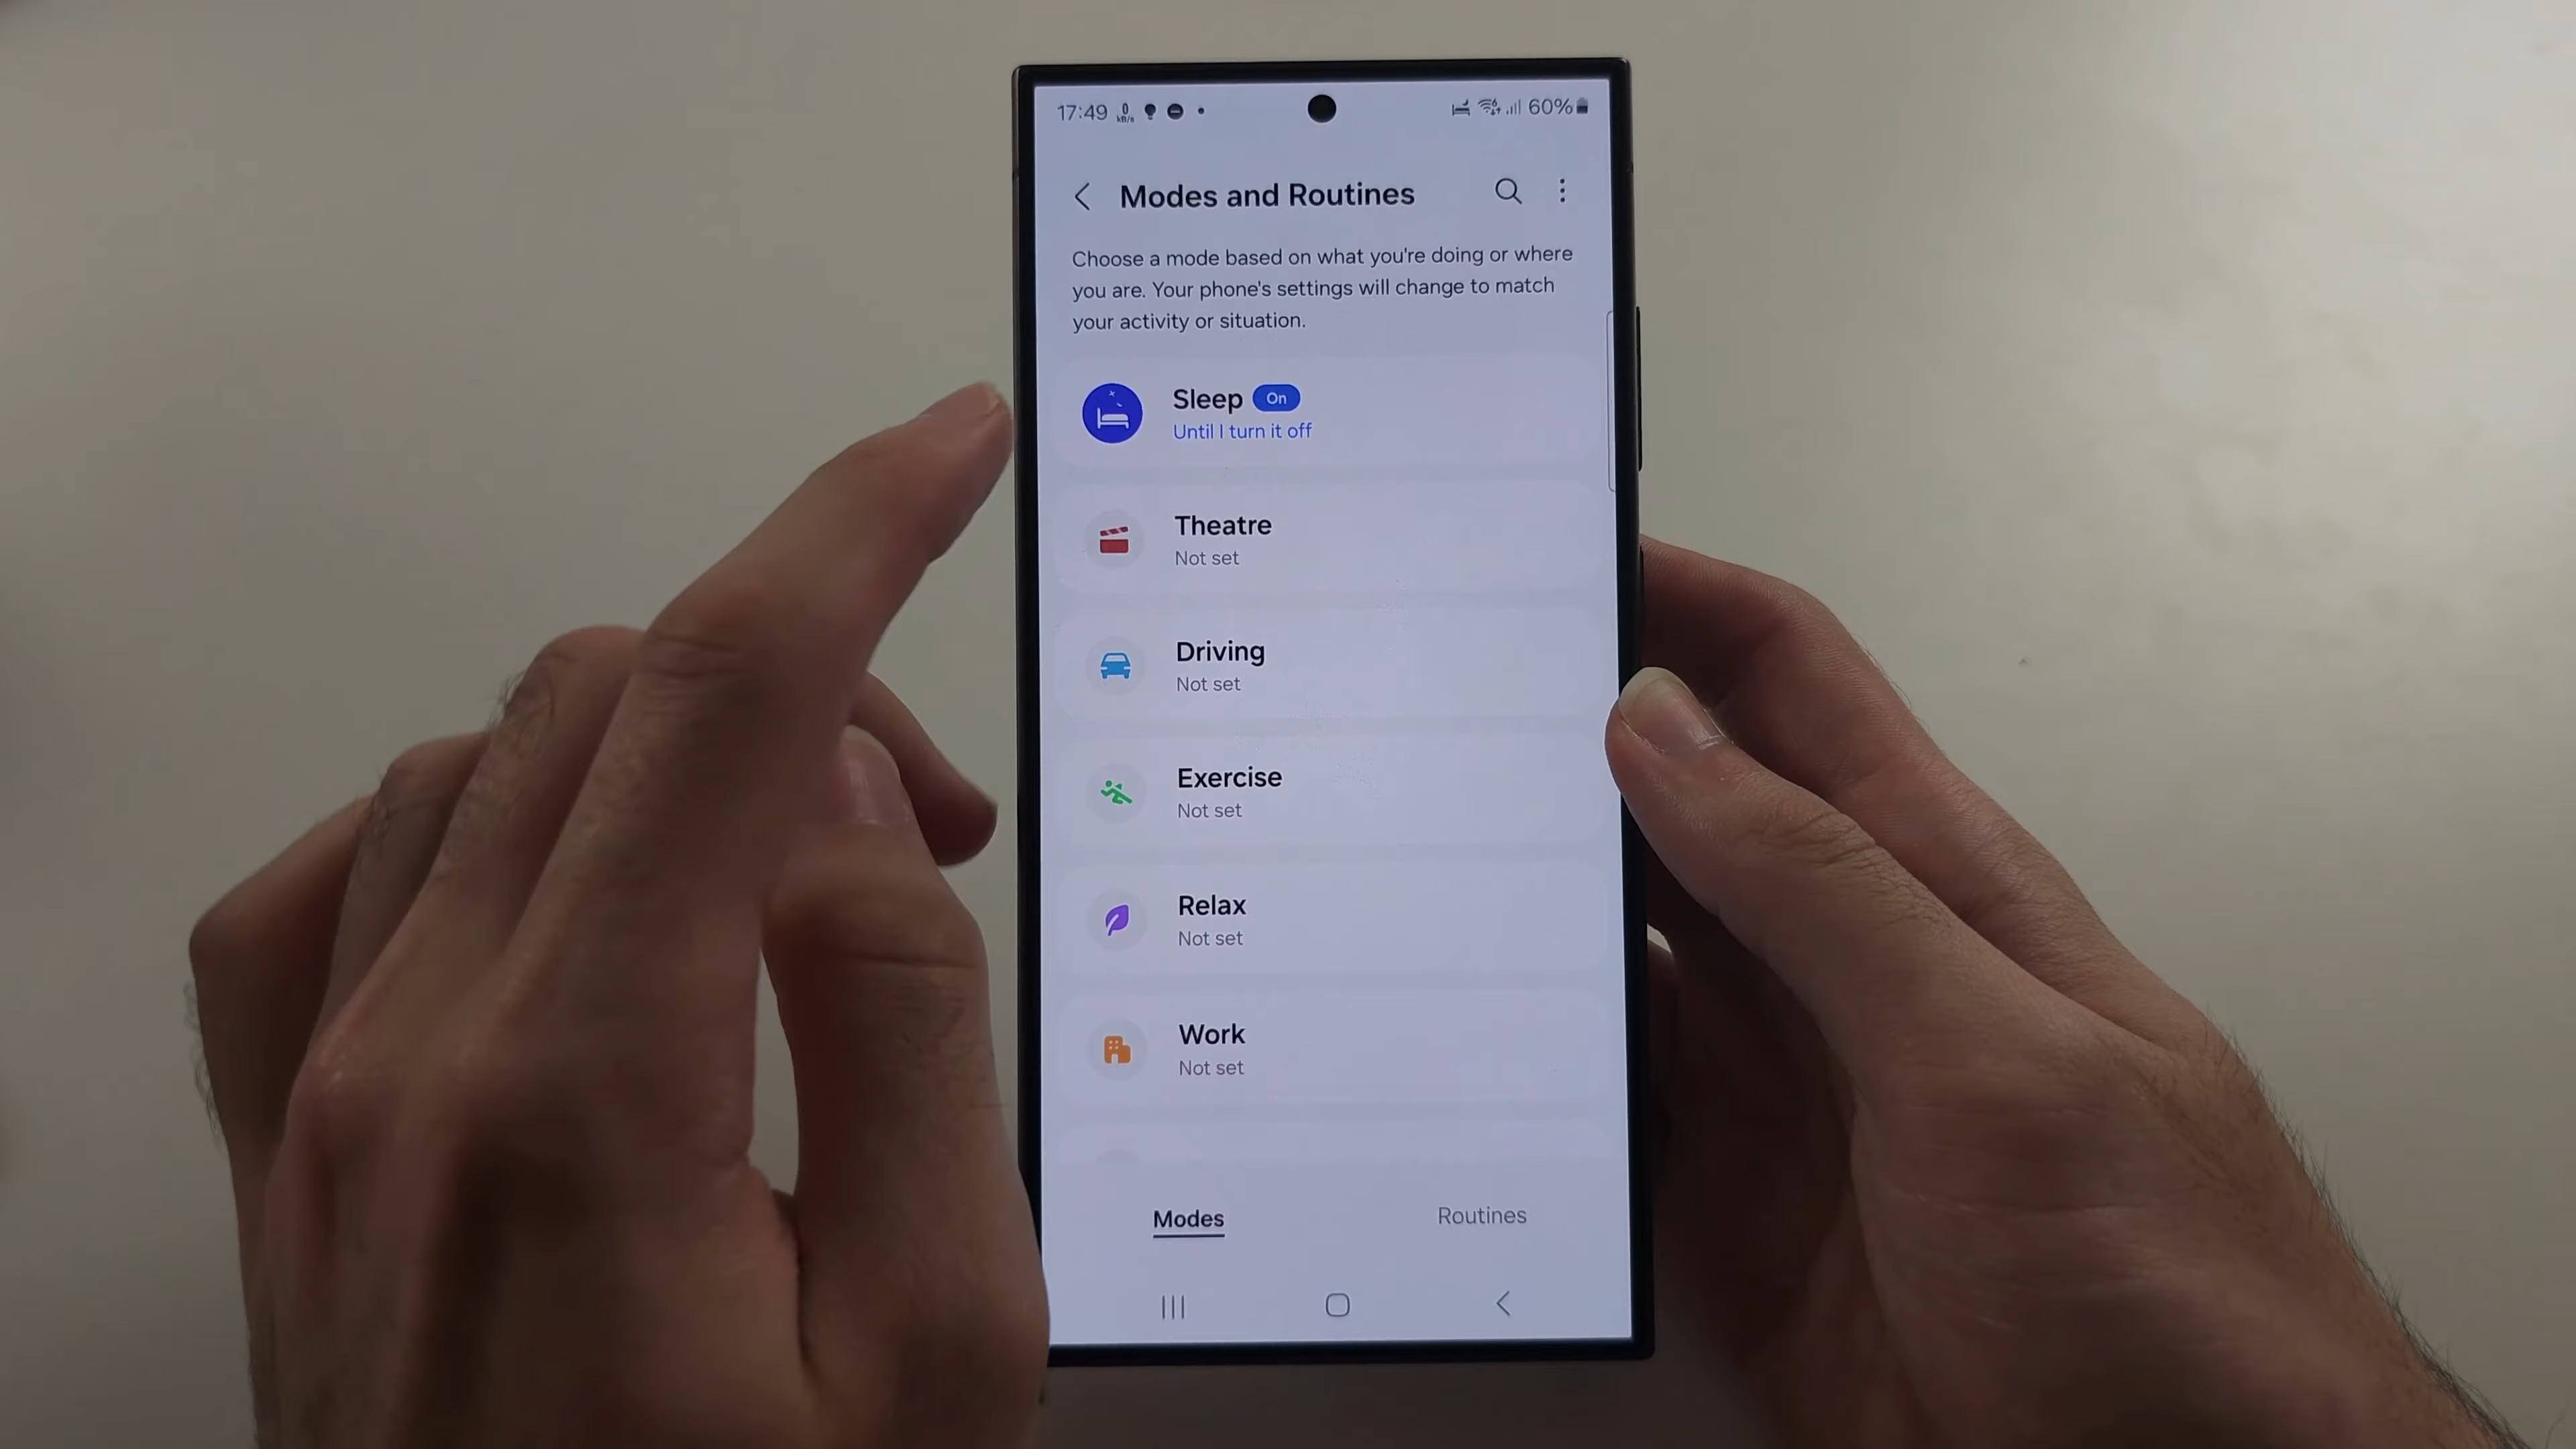 17:49 0 kB/s 60%
Modes and Routines
Choose a mode based on what you're doing or where
you are. Your phone's settings will change to match
your activity or situation.
Sleep On
Until I turn it off
Theatre
Not set
Driving
Not set
Exercise
Not set
Relax
Not set
Work
Not set
Modes Routines